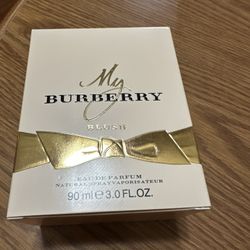 My
BURBERRY
BLUSH
EAU DE PARFUM
NATURAL SPRAY VAPORISATEUR
90 ml ℮ 3.0 FL.OZ.